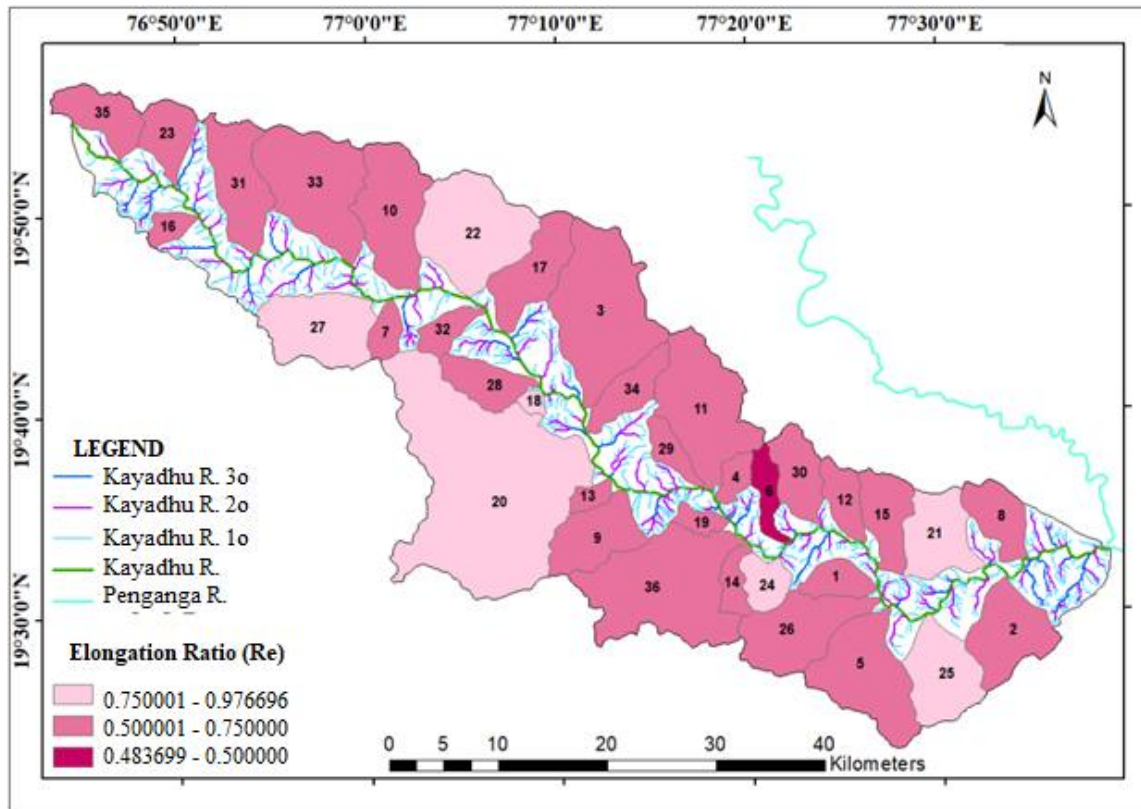 76°50'0"E 77°0'0"E 77°10'0"E 77°20'0"E 77°30'0"E
N
35
23
31
33
10
16
22
17
27
7
32
3
28
18
34
11
29
20
13
4
6
30
12
15
21
8
9
19
36
14
24
1
26
5
25
2
19°50'0"N
19°40'0"N
19°30'0"N
LEGEND
Kayadhu R. 3o
Kayadhu R. 2o
Kayadhu R. 1o
Kayadhu R.
Penganga R.
Elongation Ratio (Re)
0.750001 - 0.976696
0.500001 - 0.750000
0.483699 - 0.500000
0 5 10 20 30 40
Kilometers